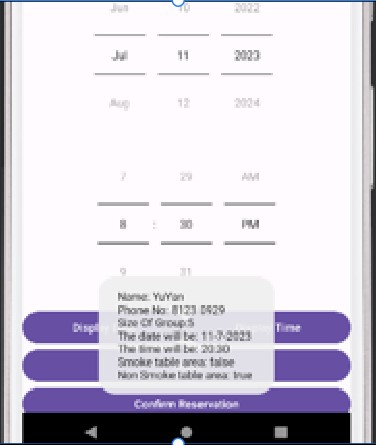 Jun 10 2022
Jul 11 2023
Aug 12 2024
7 29 AM
8 : 30 PM
9 31
Name: YuYan
Phone No: 8123 0929
Size Of Group:5
Time
The date will be: 11-7-2023
The time will be: 20:30
Smoke table area: false
Non Smoke table area: true
Confirm Reservation